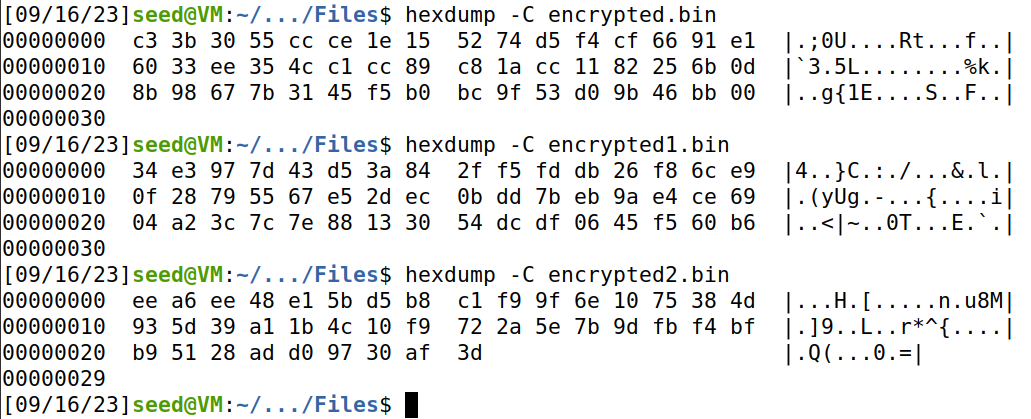 [09/16/23]seed@VM:~/.../Files$ hexdump -C encrypted.bin
00000000  c3 3b 30 55 cc ce 1e 15  52 74 d5 f4 cf 66 91 e1  |.;0U....Rt...f..|
00000010  60 33 ee 35 4c c1 cc 89  c8 1a cc 11 82 25 6b 0d  |`3.5L........%k.|
00000020  8b 98 67 7b 31 45 f5 b0  bc 9f 53 d0 9b 46 bb 00  |..g{1E....S..F..|
00000030
[09/16/23]seed@VM:~/.../Files$ hexdump -C encrypted1.bin
00000000  34 e3 97 7d 43 d5 3a 84  2f f5 fd db 26 f8 6c e9  |4..}C.:./...&.l.|
00000010  0f 28 79 55 67 e5 2d ec  0b dd 7b eb 9a e4 ce 69  |.(yUg.-...{....i|
00000020  04 a2 3c 7c 7e 88 13 30  54 dc df 06 45 f5 60 b6  |..<|~..0T...E.`.|
00000030
[09/16/23]seed@VM:~/.../Files$ hexdump -C encrypted2.bin
00000000  ee a6 ee 48 e1 5b d5 b8  c1 f9 9f 6e 10 75 38 4d  |...H.[.....n.u8M|
00000010  93 5d 39 a1 1b 4c 10 f9  72 2a 5e 7b 9d fb f4 bf  |.]9..L..r*^{....|
00000020  b9 51 28 ad d0 97 30 af  3d                       |.Q(...0.=|
00000029
[09/16/23]seed@VM:~/.../Files$